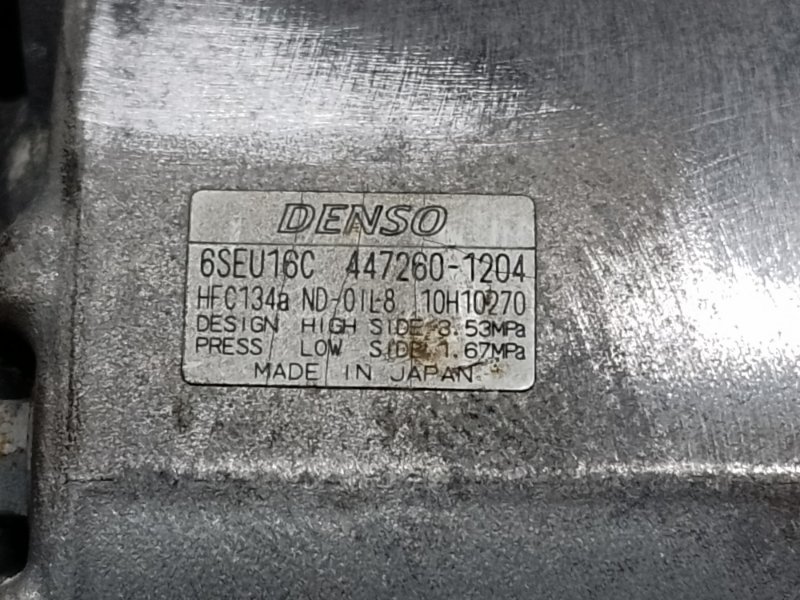 DENSO
6SEU16C 447260-1204
HFC134a ND-OIL8 10H10270
DESIGN HIGH SIDE 3.53MPa
PRESS LOW SIDE 1.67MPa
MADE IN JAPAN